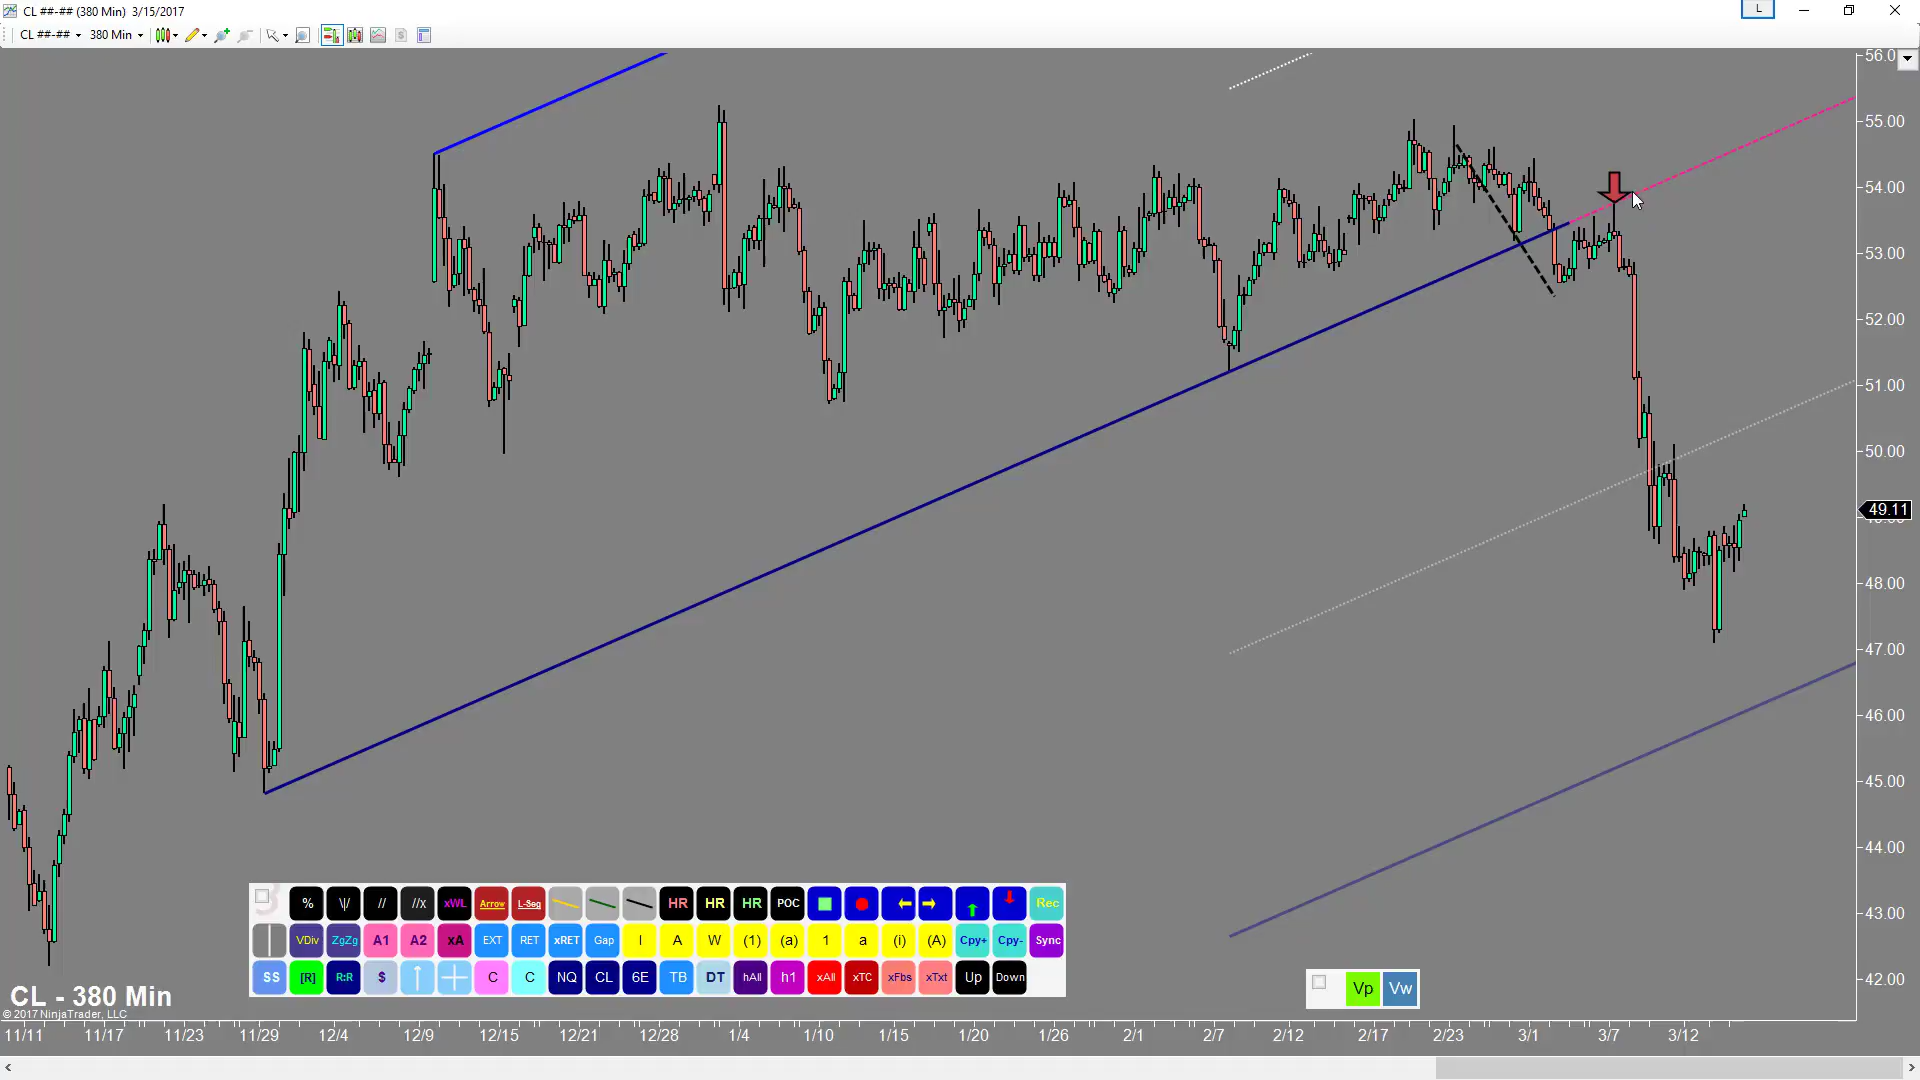 CL ##-## (380 Min) 3/15/2017
L
CL ##-## 380 Min $
56.0
55.00
54.00
53.00
52.00
51.00
50.00
49.11
48.00
47.00
46.00
45.00
44.00
43.00
42.00
% \|/ // //x xWL Arrow L-Seg HR HR HR POC Rec
VDiv ZgZg A1 A2 xA EXT RET xRET Gap I A W (1) (a) 1 a (i) (A) Cpy+ Cpy- Sync
SS [R] R:R $ C C NQ CL 6E TB DT hAll h1 xAll xTC xFbs xTxt Up Down
Vp Vw
CL - 380 Min
© 2017 NinjaTrader, LLC
11/11 11/17 11/23 11/29 12/4 12/9 12/15 12/21 12/28 1/4 1/10 1/15 1/20 1/26 2/1 2/7 2/12 2/17 2/23 3/1 3/7 3/12